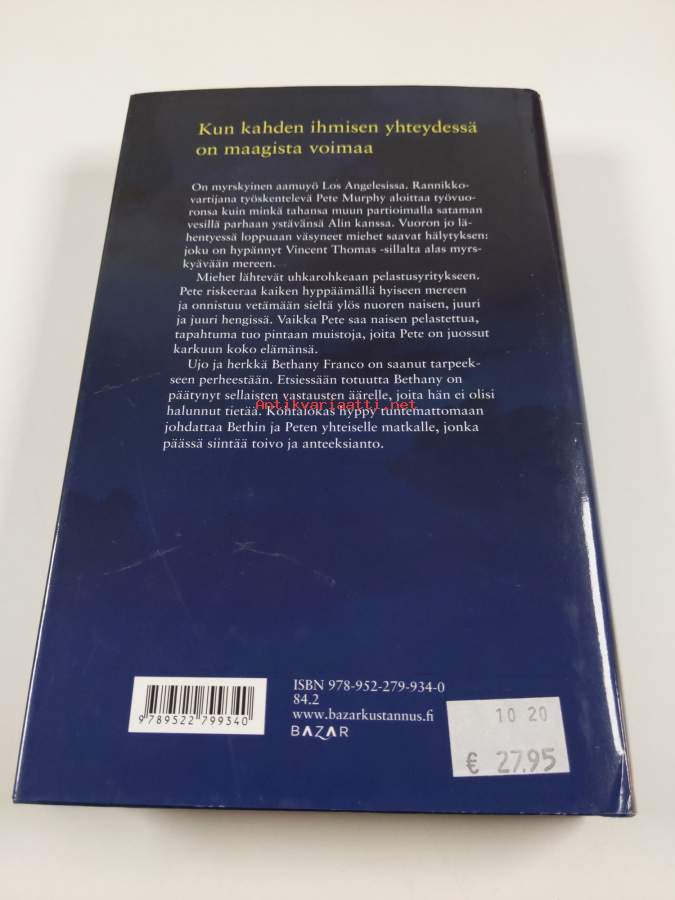 Kun kahden ihmisen yhteydessä
on maagista voimaa
On myrskyinen aamuyö Los Angelesissa. Rannikko-
vartijana työskentelevä Pete Murphy aloittaa työvuo-
ronsa kuin minkä tahansa muun partioimalla sataman
vesillä parhaan ystävänsä Alin kanssa. Vuoron jo lä-
hentyessä loppuaan väsyneet miehet saavat hälytyksen:
joku on hypännyt Vincent Thomas -sillalta alas myrs-
kyävään mereen.
Miehet lähtevät uhkarohkeaan pelastusyritykseen.
Pete riskeeraa kaiken hyppäämällä hyiseen mereen
ja onnistuu vetämään sieltä ylös nuoren naisen, juuri
ja juuri hengissä. Vaikka Pete saa naisen pelastettua,
tapahtuma tuo pintaan muistoja, joita Pete on juossut
karkuun koko elämänsä.
Ujo ja herkkä Bethany Franco on saanut tarpeek-
seen perheestään. Etsiessään totuutta Bethany on
päätynyt sellaisten vastausten äärelle, joita hän ei olisi
halunnut tietää. Kohtalokas hyppy tuntemattomaan
johdattaa Bethin ja Peten yhteiselle matkalle, jonka
päässä siintää toivo ja anteeksianto.
Antikvariaatti.net
ISBN 978-952-279-934-0
84.2
www.bazarkustannus.fi
BAZAR
9 789522 799340
10 20
€ 27.95